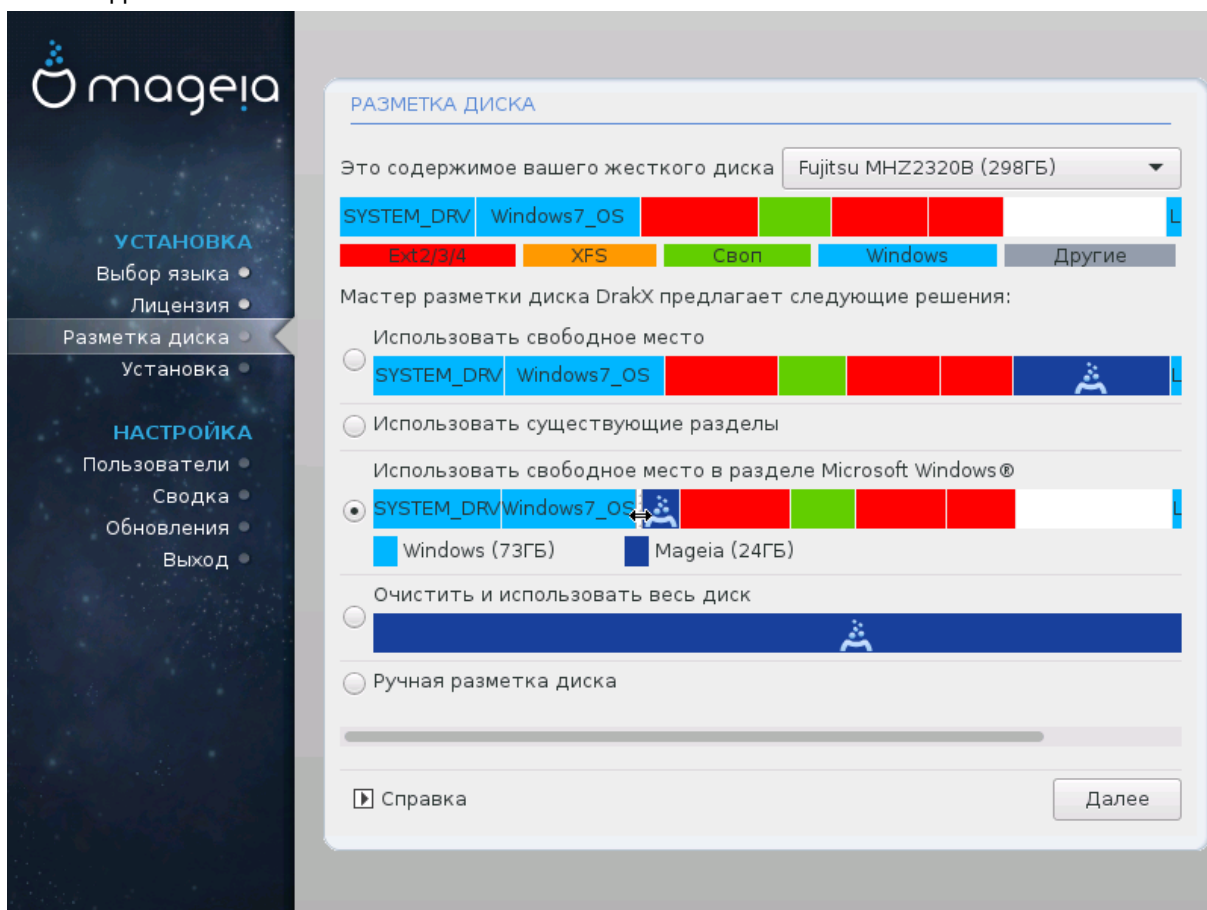 mageia
УСТАНОВКА
Выбор языка
Лицензия
Разметка диска
Установка
НАСТРОЙКА
Пользователи
Сводка
Обновления
Выход
РАЗМЕТКА ДИСКА
Это содержимое вашего жесткого диска Fujitsu MHZ2320B (298ГБ)
SYSTEM_DRV Windows7_OS L
Ext2/3/4 XFS Своп Windows Другие
Мастер разметки диска DrakX предлагает следующие решения:
Использовать свободное место
SYSTEM_DRV Windows7_OS L
Использовать существующие разделы
Использовать свободное место в разделе Microsoft Windows®
SYSTEM_DRV Windows7_OS L
Windows (73ГБ) Mageia (24ГБ)
Очистить и использовать весь диск
Ручная разметка диска
Справка
Далее